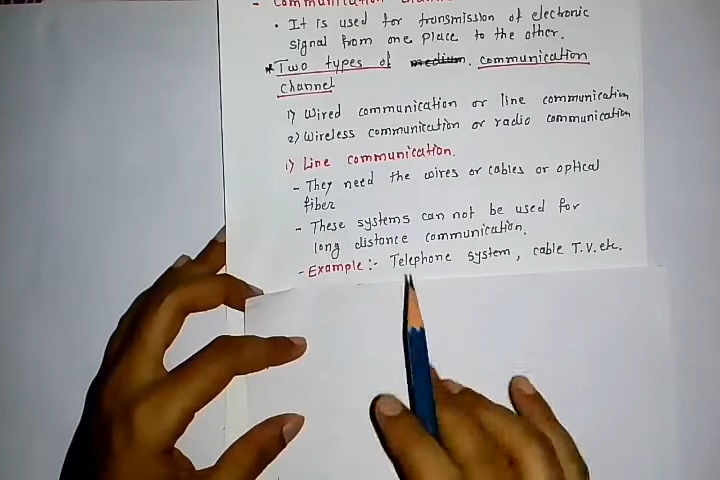 - Communication
• It is used for transmission of electronic
signal from one place to the other.
* Two types of medium. communication
channel
1) Wired communication or line communication
2) Wireless communication or radio communication
1) Line communication.
- They need the wires or cables or optical
fiber
- These systems can not be used for
long distance communication.
- Example :- Telephone system, cable T.V. etc.